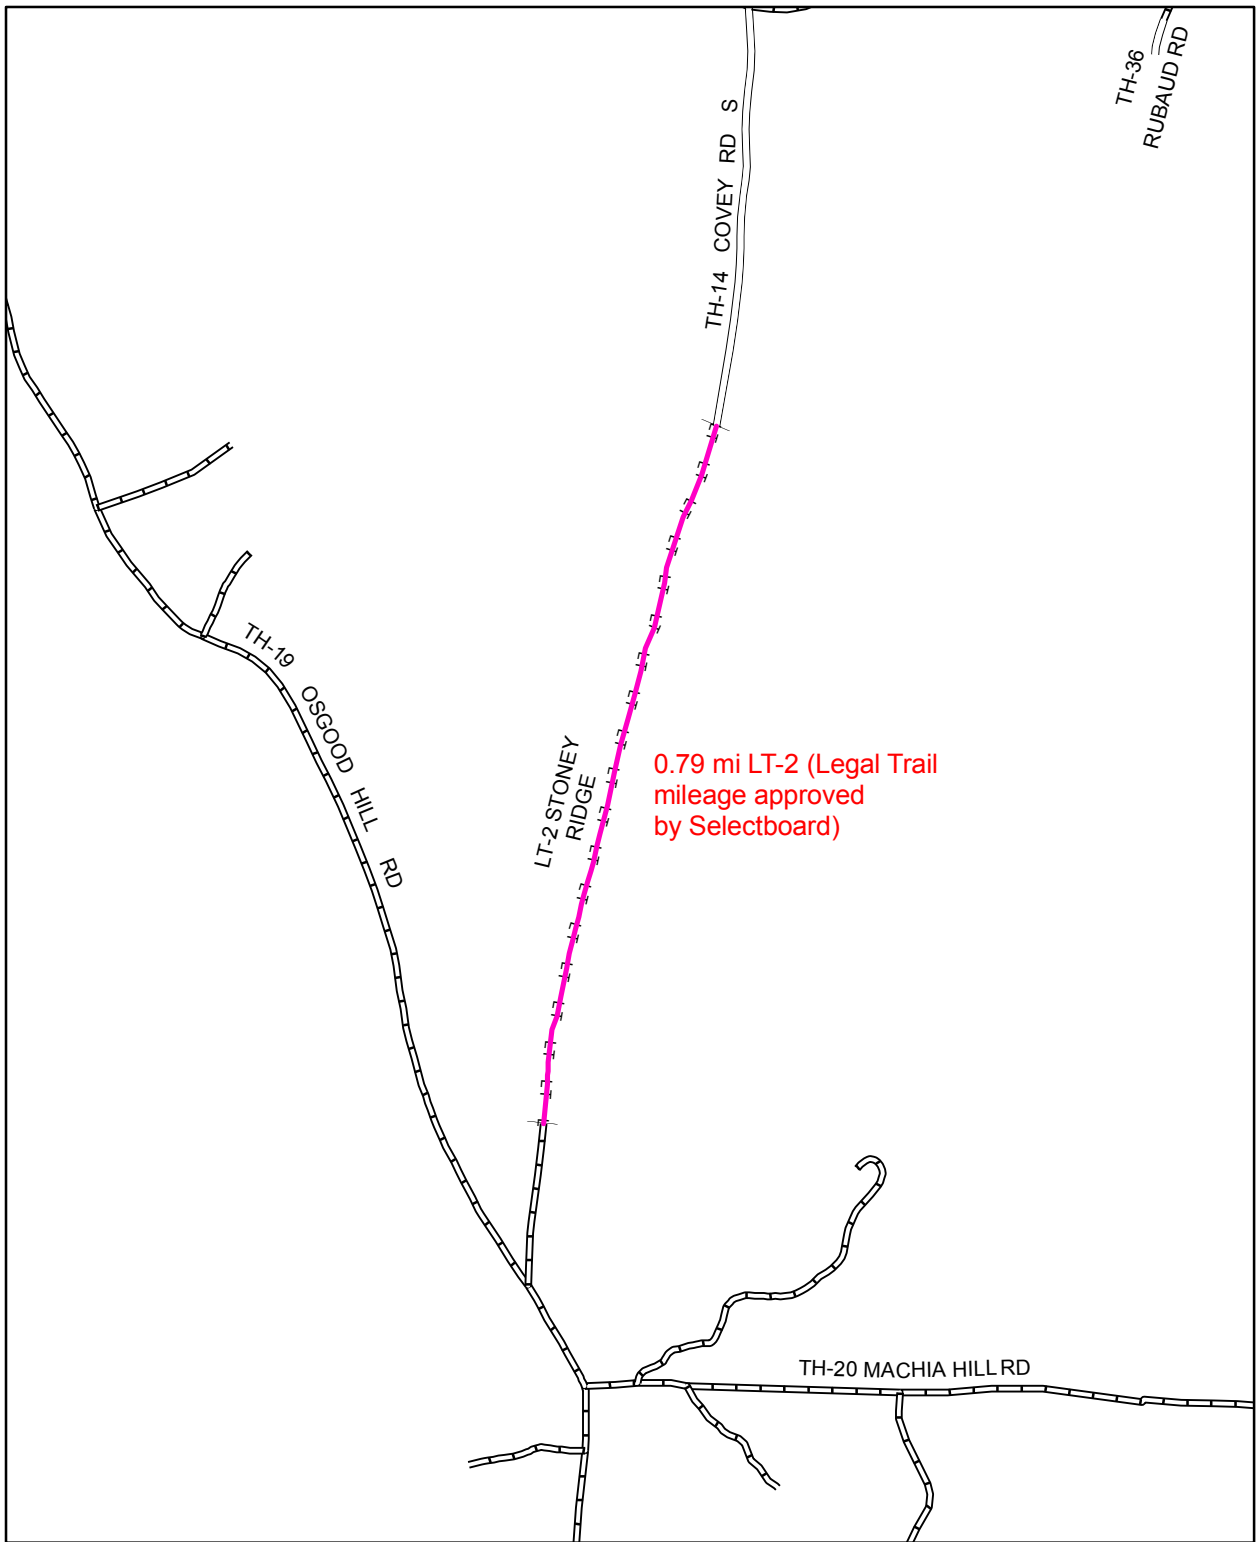 TH-36
RUBAUD RD
TH-14 COVEY RD S
TH-19 OSGOOD HILL RD
LT-2 STONEY
RIDGE
0.79 mi LT-2 (Legal Trail
mileage approved
by Selectboard)
TH-20 MACHIA HILL RD